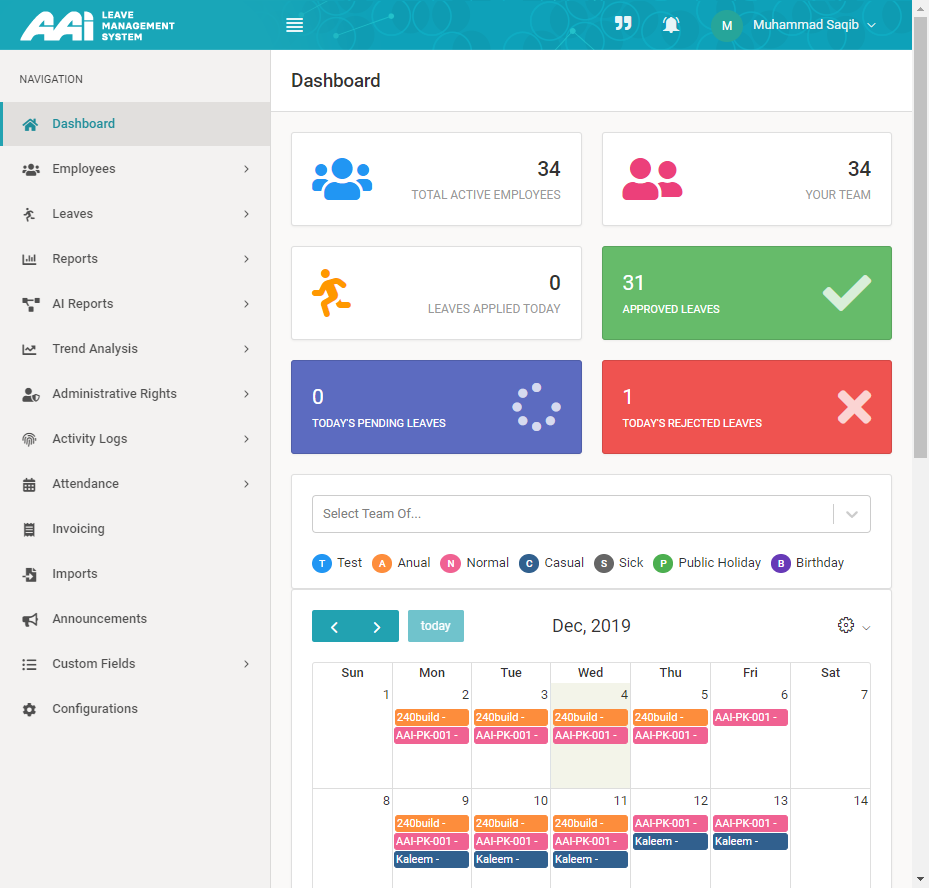 AAI LEAVE
MANAGEMENT
SYSTEM
M Muhammad Saqib
NAVIGATION
Dashboard
Employees
Leaves
Reports
AI Reports
Trend Analysis
Administrative Rights
Activity Logs
Attendance
Invoicing
Imports
Announcements
Custom Fields
Configurations
Dashboard
34
TOTAL ACTIVE EMPLOYEES
34
YOUR TEAM
0
LEAVES APPLIED TODAY
31
APPROVED LEAVES
0
TODAY'S PENDING LEAVES
1
TODAY'S REJECTED LEAVES
Select Team Of...
T Test A Anual N Normal C Casual S Sick P Public Holiday B Birthday
today Dec, 2019
Sun Mon Tue Wed Thu Fri Sat
1 2 3 4 5 6 7
240build - 240build - 240build - 240build - AAI-PK-001 -
AAI-PK-001 - AAI-PK-001 - AAI-PK-001 - AAI-PK-001 -
8 9 10 11 12 13 14
240build - 240build - 240build - AAI-PK-001 - AAI-PK-001 -
AAI-PK-001 - AAI-PK-001 - AAI-PK-001 - Kaleem - Kaleem -
Kaleem - Kaleem - Kaleem -